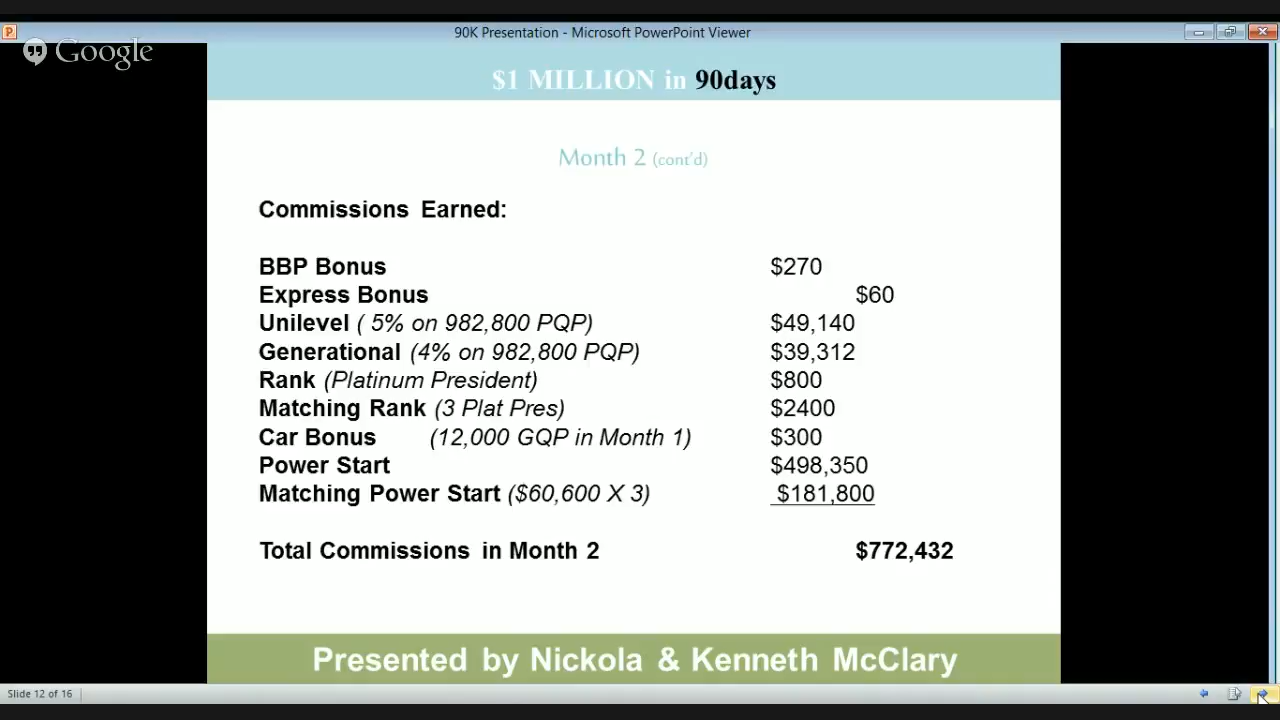 90K Presentation - Microsoft PowerPoint Viewer
Google
$1 MILLION in 90days
Month 2 (cont'd)
Commissions Earned:
BBP Bonus $270
Express Bonus $60
Unilevel ( 5% on 982,800 PQP) $49,140
Generational (4% on 982,800 PQP) $39,312
Rank (Platinum President) $800
Matching Rank (3 Plat Pres) $2400
Car Bonus (12,000 GQP in Month 1) $300
Power Start $498,350
Matching Power Start ($60,600 X 3) $181,800
Total Commissions in Month 2 $772,432
Presented by Nickola & Kenneth McClary
Slide 12 of 16